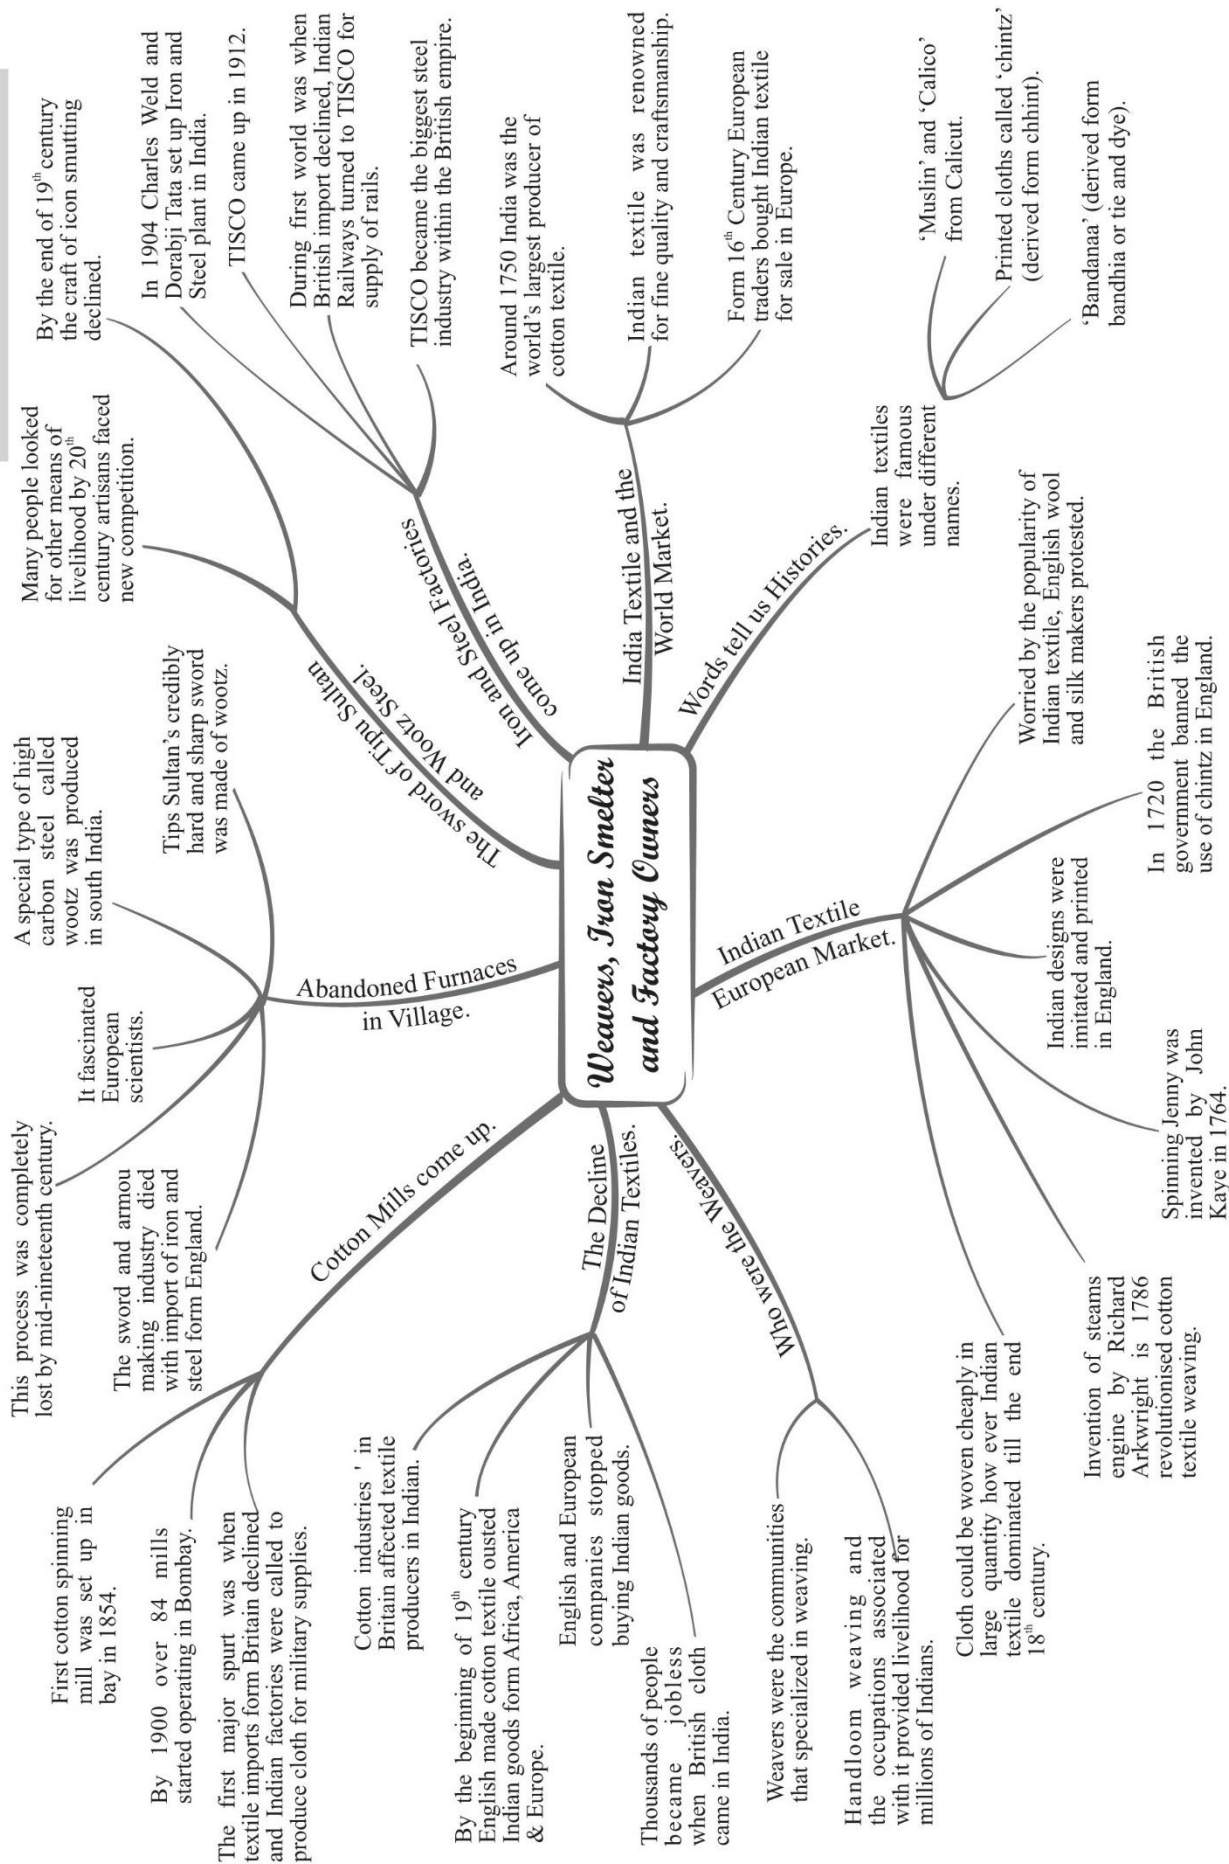 Weavers, Iron Smelter
and Factory Owners
Cotton Mills come up.
First cotton spinning
mill was set up in
bay in 1854.
By 1900 over 84 mills
started operating in Bombay.
The first major spurt was when
textile imports form Britain declined
and Indian factories were called to
produce cloth for military supplies.
Abandoned Furnaces
in Village.
This process was completely
lost by mid-nineteenth century.
The sword and armou
making industry died
with import of iron and
steel form England.
It fascinated
European
scientists.
A special type of high
carbon steel called
wootz was produced
in south India.
Tips Sultan's credibly
hard and sharp sword
was made of wootz.
The sword of Tipu Sultan
and Wootz Steel.
Many people looked
for other means of
livelihood by 20th
century artisans faced
new competition.
By the end of 19th century
the craft of icon smutting
declined.
Iron and Steel Factories
come up in India.
In 1904 Charles Weld and
Dorabji Tata set up Iron and
Steel plant in India.
TISCO came up in 1912.
During first world was when
British import declined, Indian
Railways turned to TISCO for
supply of rails.
TISCO became the biggest steel
industry within the British empire.
India Textile and the
World Market.
Around 1750 India was the
world's largest producer of
cotton textile.
Indian textile was renowned
for fine quality and craftsmanship.
Form 16th Century European
traders bought Indian textile
for sale in Europe.
Words tell us Histories.
Indian textiles
were famous
under different
names.
'Muslin' and 'Calico'
from Calicut.
Printed cloths called 'chintz'
(derived form chhint).
'Bandanaa' (derived form
bandhia or tie and dye).
Indian Textile
European Market.
Worried by the popularity of
Indian textile, English wool
and silk makers protested.
In 1720 the British
government banned the
use of chintz in England.
Indian designs were
imitated and printed
in England.
Spinning Jenny was
invented by John
Kaye in 1764.
Invention of steams
engine by Richard
Arkwright is 1786
revolutionised cotton
textile weaving.
Cloth could be woven cheaply in
large quantity how ever Indian
textile dominated till the end
18th century.
Who were the Weavers.
Weavers were the communities
that specialized in weaving.
Handloom weaving and
the occupations associated
with it provided livelihood for
millions of Indians.
The Decline
of Indian Textiles.
Cotton industries ' in
Britain affected textile
producers in Indian.
By the beginning of 19th century
English made cotton textile ousted
Indian goods form Africa, America
& Europe.
English and European
companies stopped
buying Indian goods.
Thousands of people
became jobless
when British cloth
came in India.